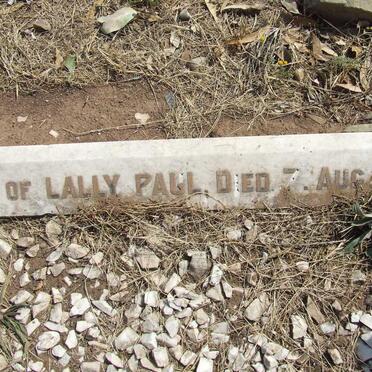 OF LALLY PAUL DIED 7. AUG.